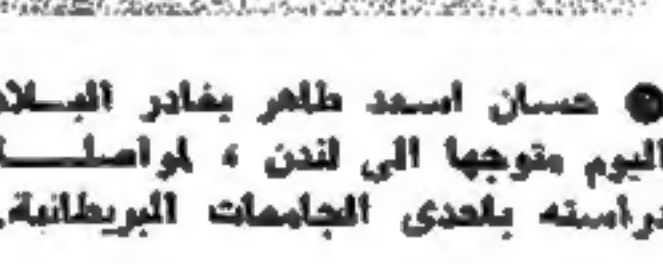 ● حسان اسعد طاهر يغادر البلاد
اليوم متوجها الى لندن ، لمواصلة
دراسته باحدى الجامعات البريطانية.